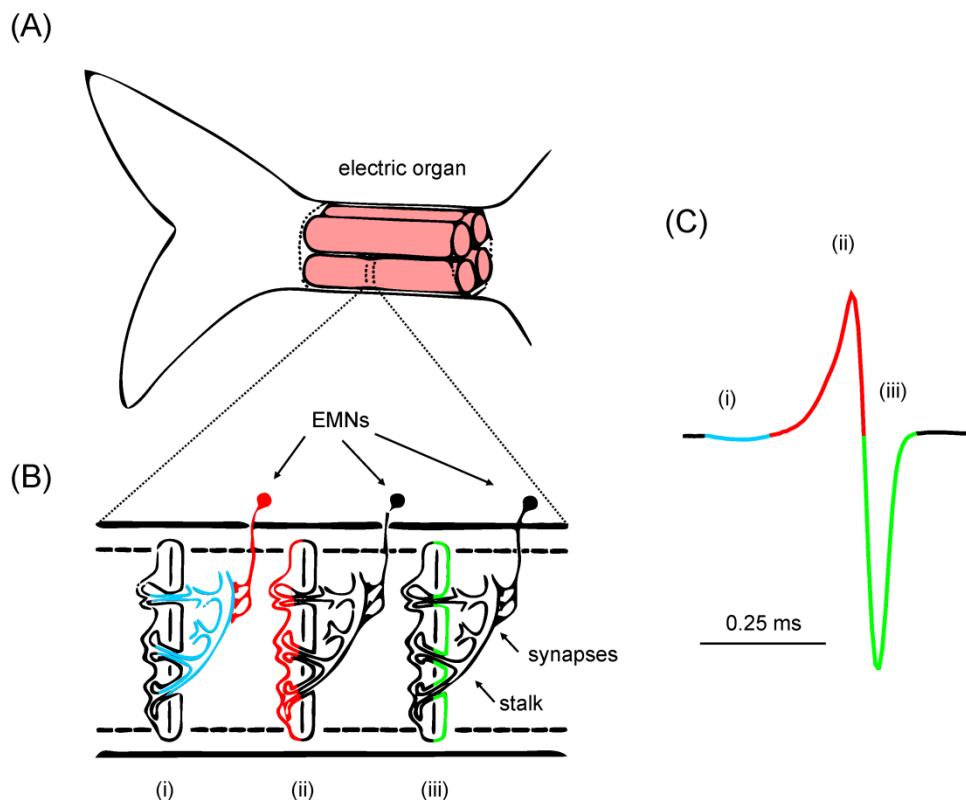 (A)
electric organ
(C)
(ii)
(i)
(iii)
EMNs
(B)
0.25 ms
synapses
stalk
(i)
(ii)
(iii)